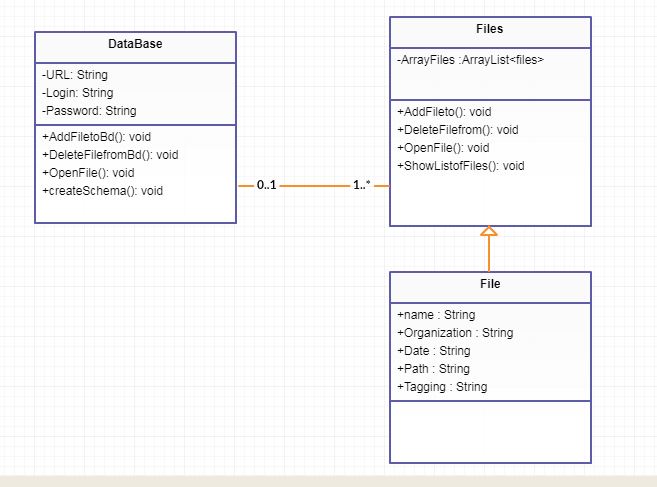 DataBase
-URL: String
-Login: String
-Password: String
+AddFiletoBd(): void
+DeleteFilefromBd(): void
+OpenFile(): void
+createSchema(): void
0..1
1..*
Files
-ArrayFiles :ArrayList<files>
+AddFileto(): void
+DeleteFilefrom(): void
+OpenFile(): void
+ShowListofFiles(): void
File
+name : String
+Organization : String
+Date : String
+Path : String
+Tagging : String